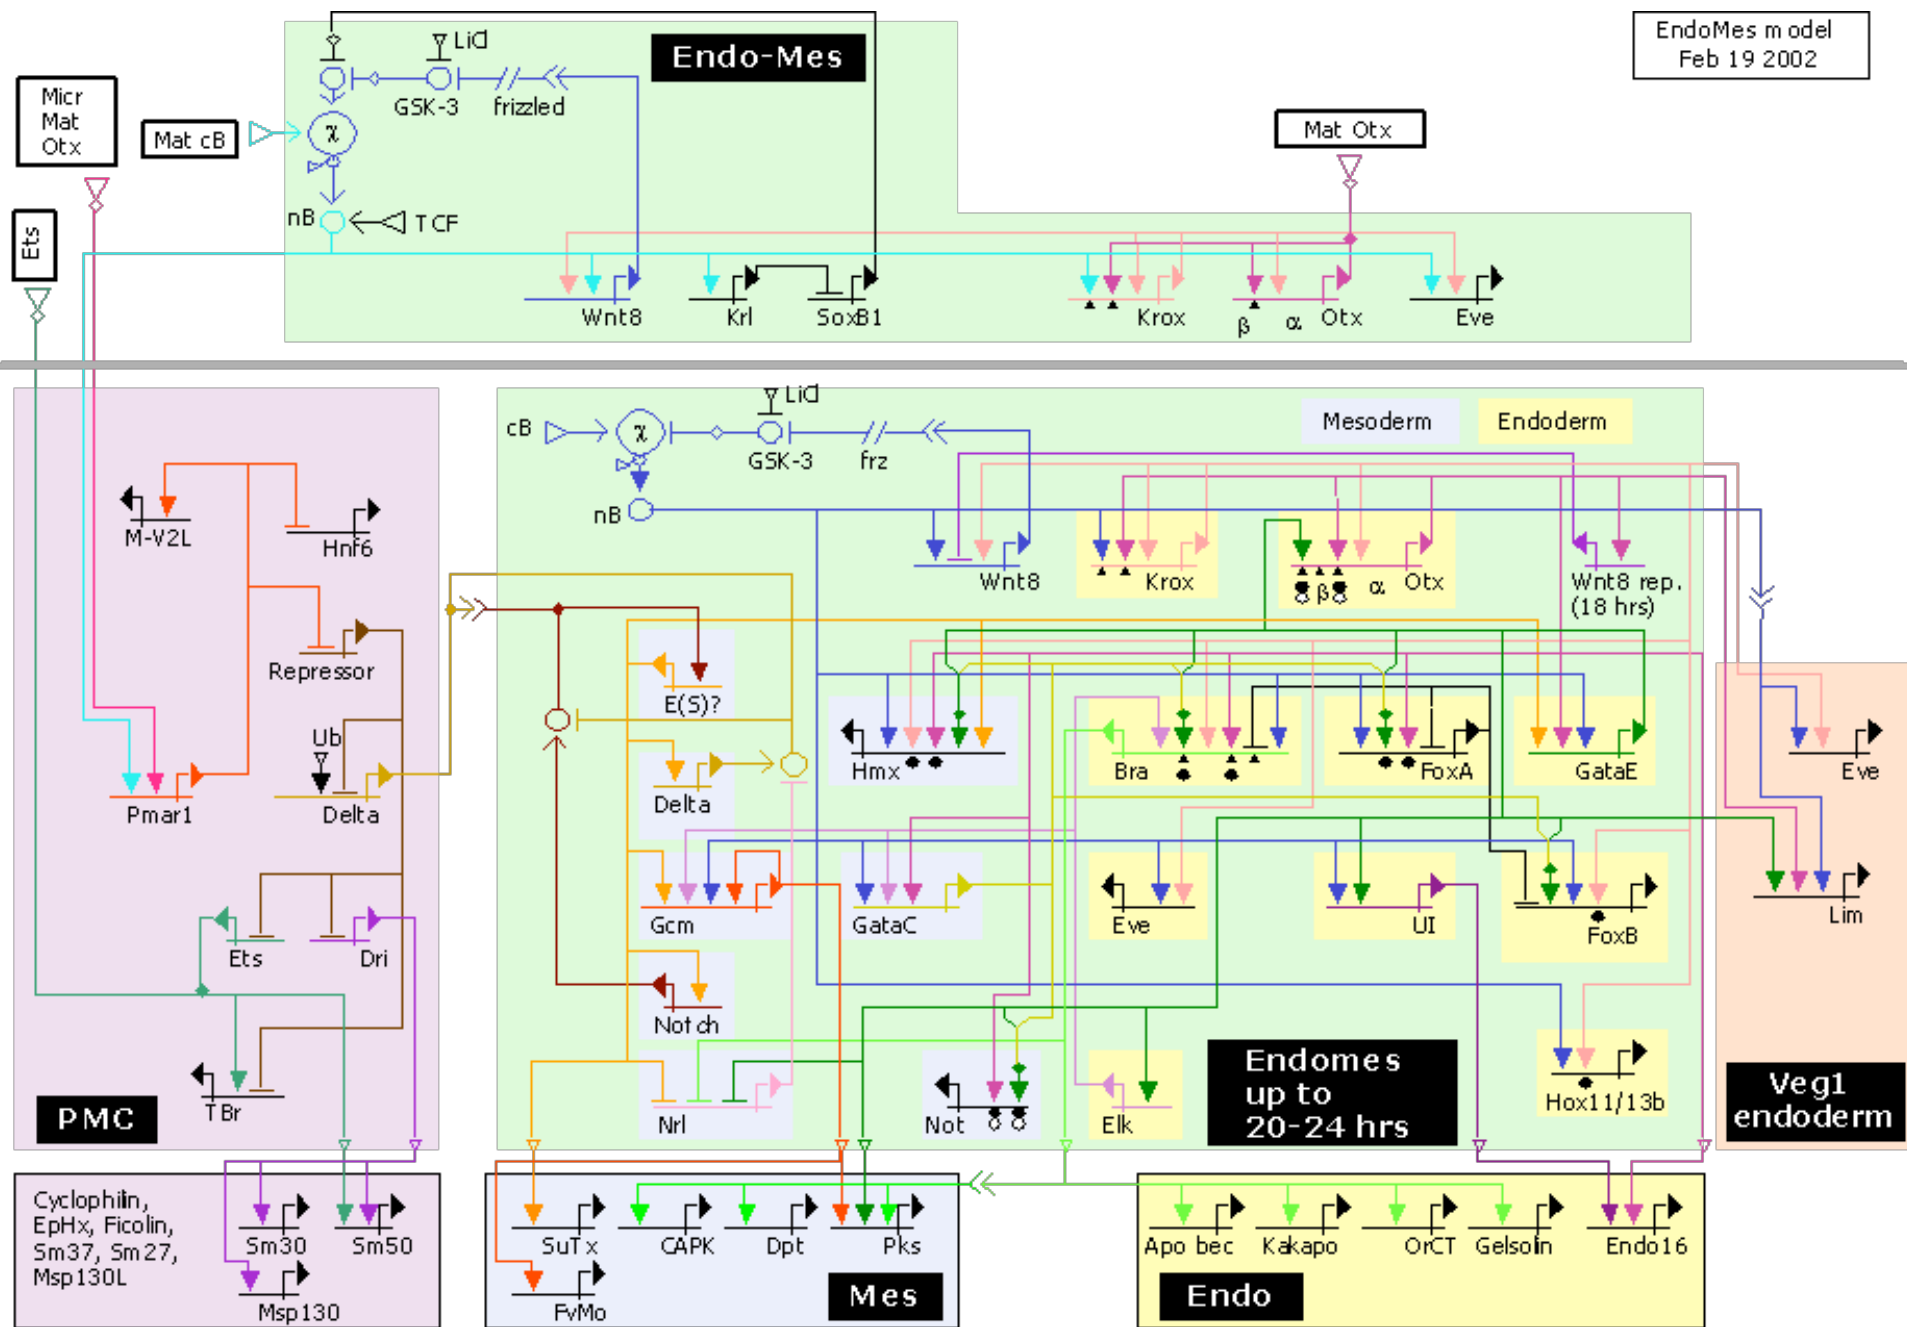 EndoMes model
Feb 19 2002
Endo-Mes
LiCl
GSK-3
frizzled
Micr
Mat
Otx
Mat cB
χ
Mat Otx
Ets
nB
TCF
Wnt8
Krl
SoxB1
Krox
β
α
Otx
Eve
cB
χ
LiCl
GSK-3
frz
nB
Mesoderm
Endoderm
M-V2L
Hnf6
Repressor
Ub
Pmar1
Delta
Ets
Dri
TBr
PMC
Wnt8
Krox
β
α
Otx
Wnt8 rep.
(18 hrs)
E(S)?
Delta
Hmx
Bra
FoxA
GataE
Eve
Gcm
GataC
Eve
UI
FoxB
Lim
Notch
Nrl
Not
Elk
Hox11/13b
Endomes
up to
20-24 hrs
Veg1
endoderm
Cyclophilin,
EpHx, Ficolin,
Sm37, Sm27,
Msp130L
Sm30
Sm50
Msp130
SuTx
CAPK
Dpt
Pks
FvMo
Mes
Apo bec
Kakapo
OrCT
Gelsolin
Endo16
Endo